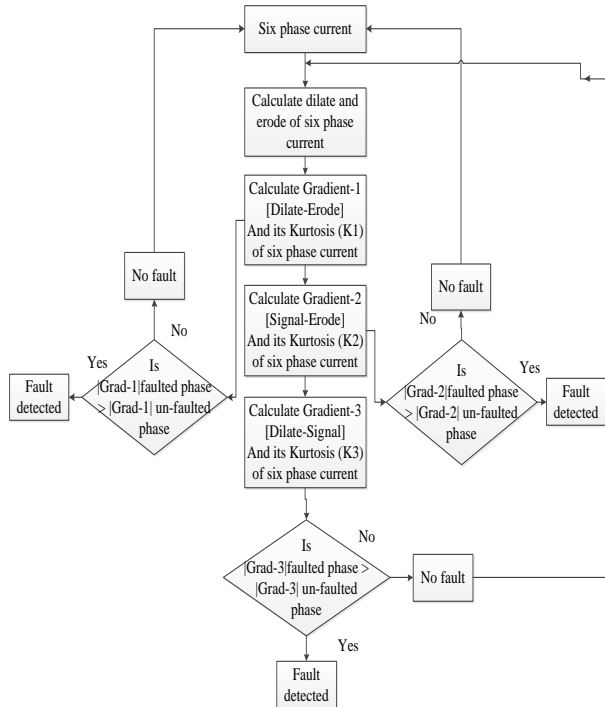 Six phase current
Calculate dilate and
erode of six phase
current
Calculate Gradient-1
[Dilate-Erode]
And its Kurtosis (K1)
of six phase current
No fault
No
Yes
Is
|Grad-1|faulted phase
> |Grad-1| un-faulted
phase
Fault
detected
Calculate Gradient-2
[Signal-Erode]
And its Kurtosis (K2)
of six phase current
No fault
No
Yes
Is
|Grad-2|faulted phase
> |Grad-2| un-faulted
phase
Fault
detected
Calculate Gradient-3
[Dilate-Signal]
And its Kurtosis (K3)
of six phase current
No
Is
|Grad-3|faulted phase >
|Grad-3| un-faulted
phase
No fault
Yes
Fault
detected